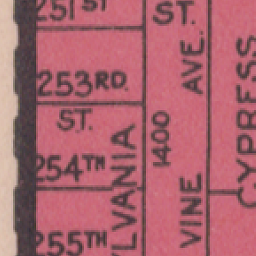 251ST
ST.
253RD.
ST.
254TH
255TH
YLVANIA
1400
VINE AVE.
CYPRESS